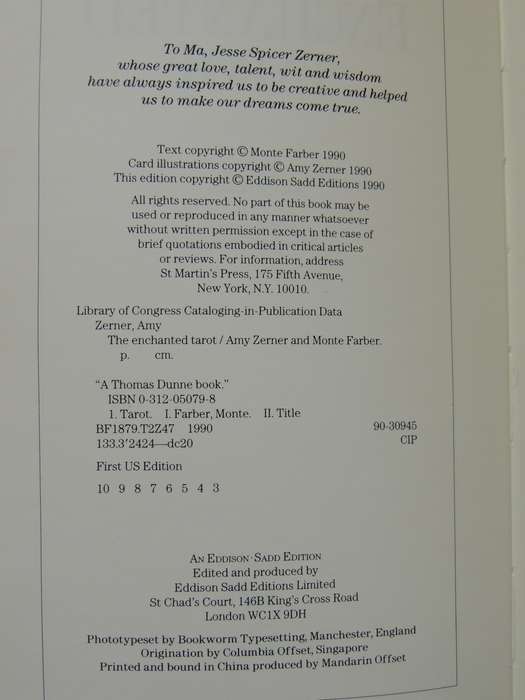 To Ma, Jesse Spicer Zerner,
whose great love, talent, wit and wisdom
have always inspired us to be creative and helped
us to make our dreams come true.
Text copyright © Monte Farber 1990
Card illustrations copyright © Amy Zerner 1990
This edition copyright © Eddison Sadd Editions 1990
All rights reserved. No part of this book may be
used or reproduced in any manner whatsoever
without written permission except in the case of
brief quotations embodied in critical articles
or reviews. For information, address
St Martin's Press, 175 Fifth Avenue,
New York, N.Y. 10010.
Library of Congress Cataloging-in-Publication Data
Zerner, Amy
The enchanted tarot / Amy Zerner and Monte Farber.
p. cm.
"A Thomas Dunne book."
ISBN 0-312-05079-8
1. Tarot. I. Farber, Monte. II. Title
BF1879.T2Z47 1990 90-30945
133.3'2424—dc20 CIP
First US Edition
10 9 8 7 6 5 4 3
An Eddison·Sadd Edition
Edited and produced by
Eddison Sadd Editions Limited
St Chad's Court, 146B King's Cross Road
London WC1X 9DH
Phototypeset by Bookworm Typesetting, Manchester, England
Origination by Columbia Offset, Singapore
Printed and bound in China produced by Mandarin Offset